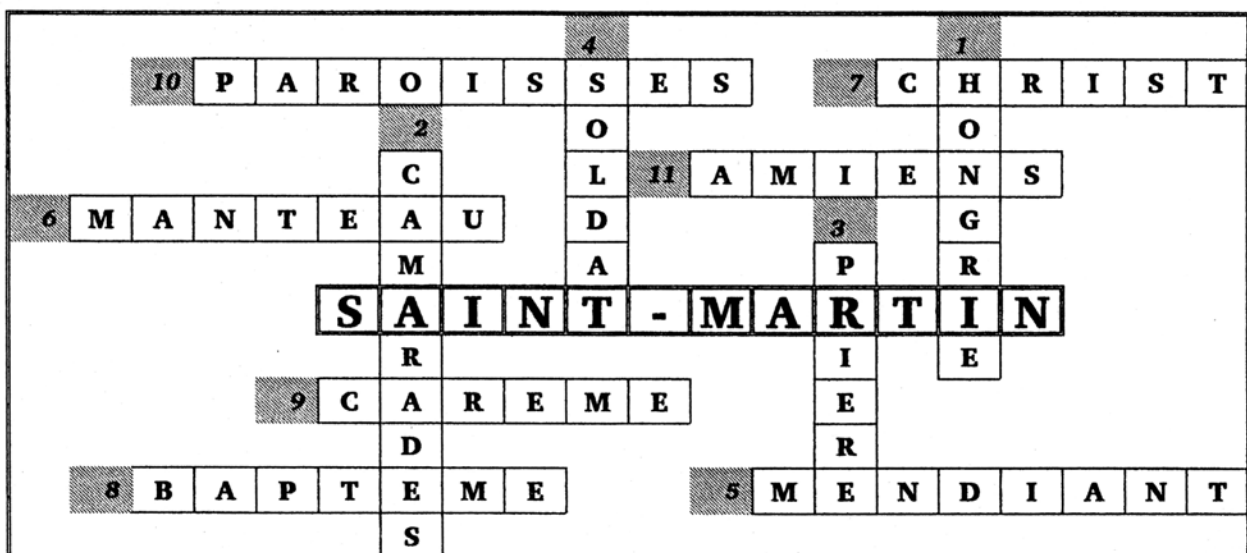 4 1
10 PAROISSES 7 CHRIST
2 O O
C L 11 AMIENS
6 MANTEAU D 3 G
M A P R
SAINT-MARTIN
R I E
9 CAREME E
D R
8 BAPTEME 5 MENDIANT
S